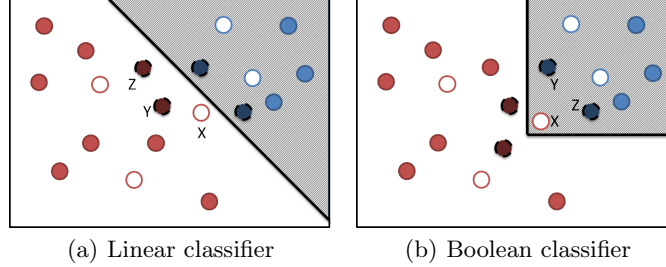 Z
Y
X
Y
Z
X
(a) Linear classifier
(b) Boolean classifier